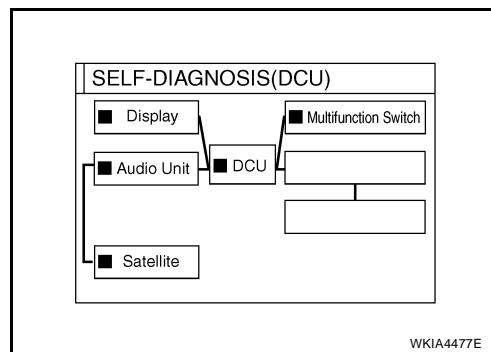 SELF-DIAGNOSIS(DCU)
Display
Multifunction Switch
Audio Unit
DCU
Satellite
WKIA4477E